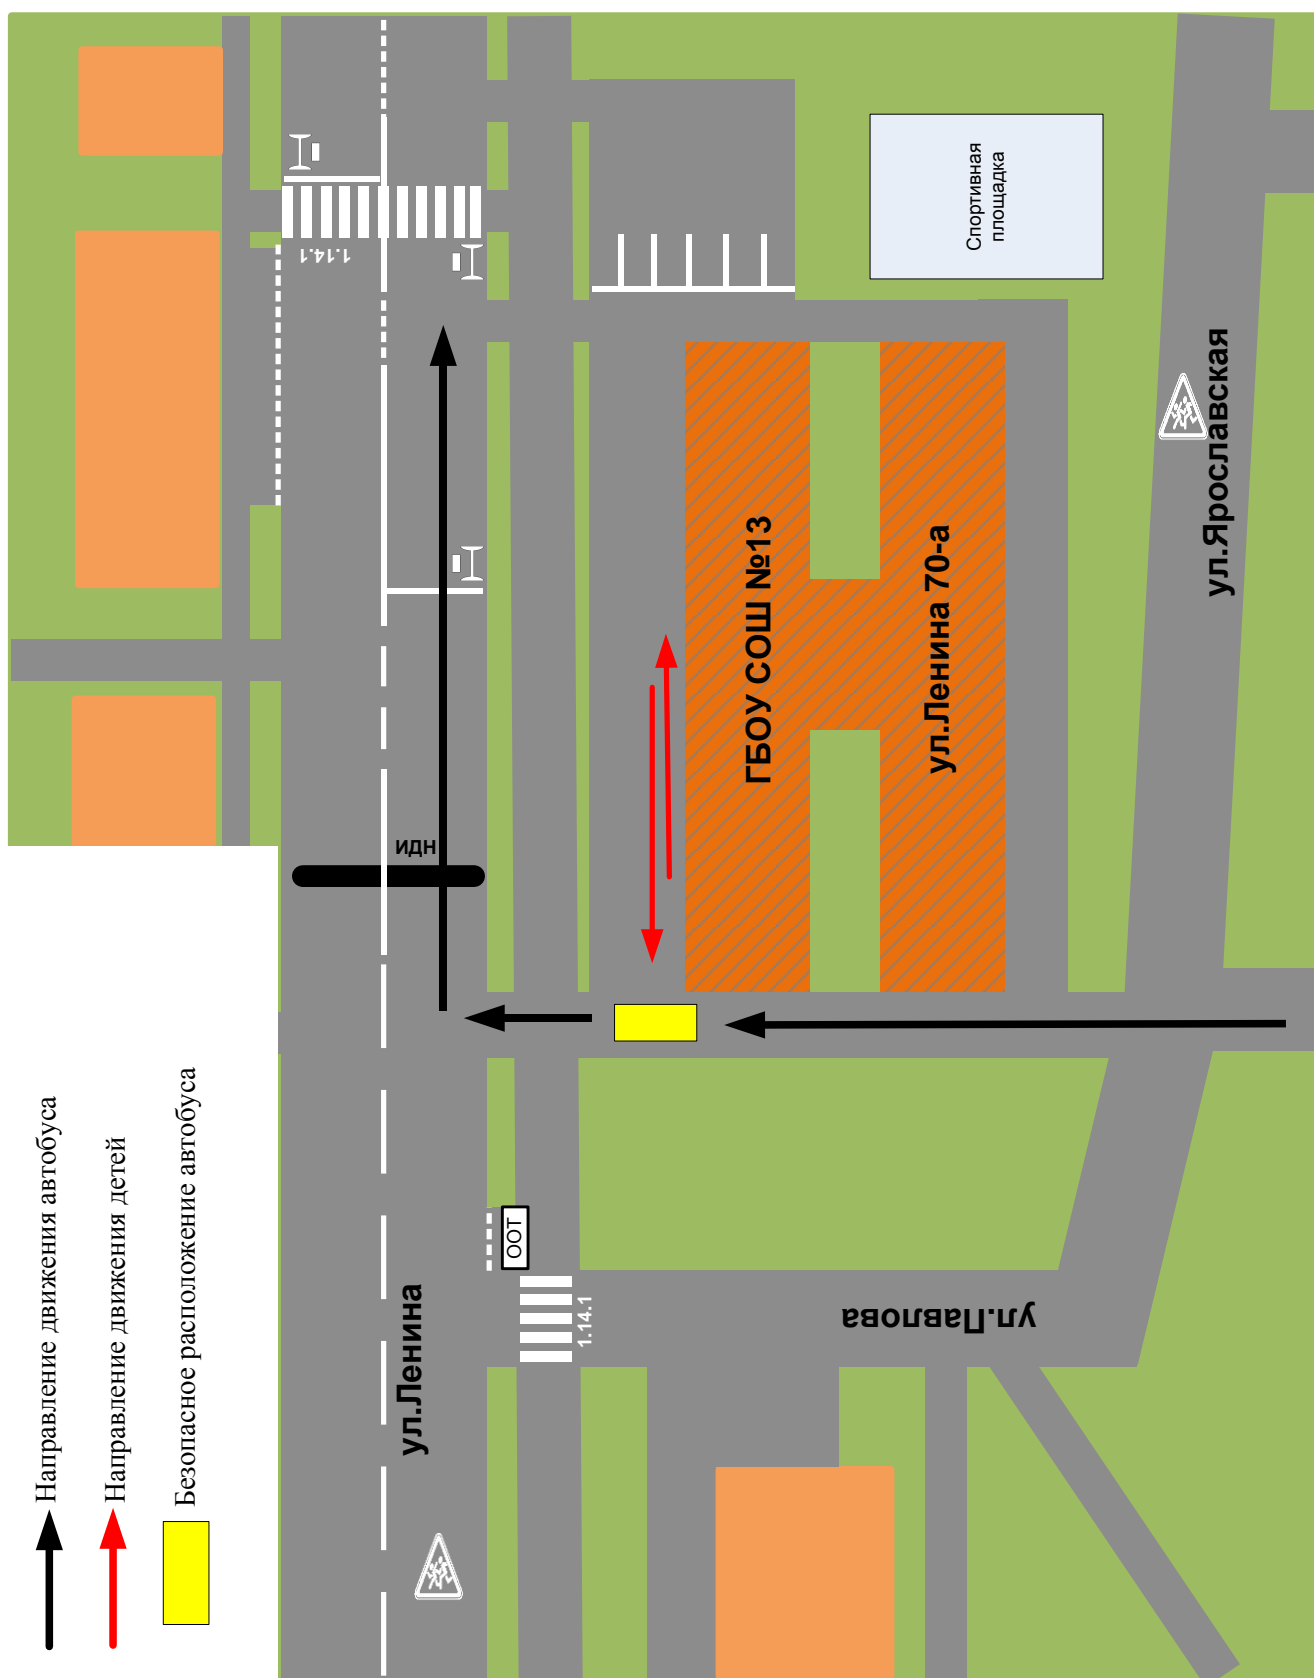 Направление движения автобуса
Направление движения детей
Безопасное расположение автобуса
1.14.1
ИДН
ул.Ленина
ООТ
1.14.1
ул.Павлова
ГБОУ СОШ №13
ул.Ленина 70-а
Спортивная
площадка
ул.Ярославская